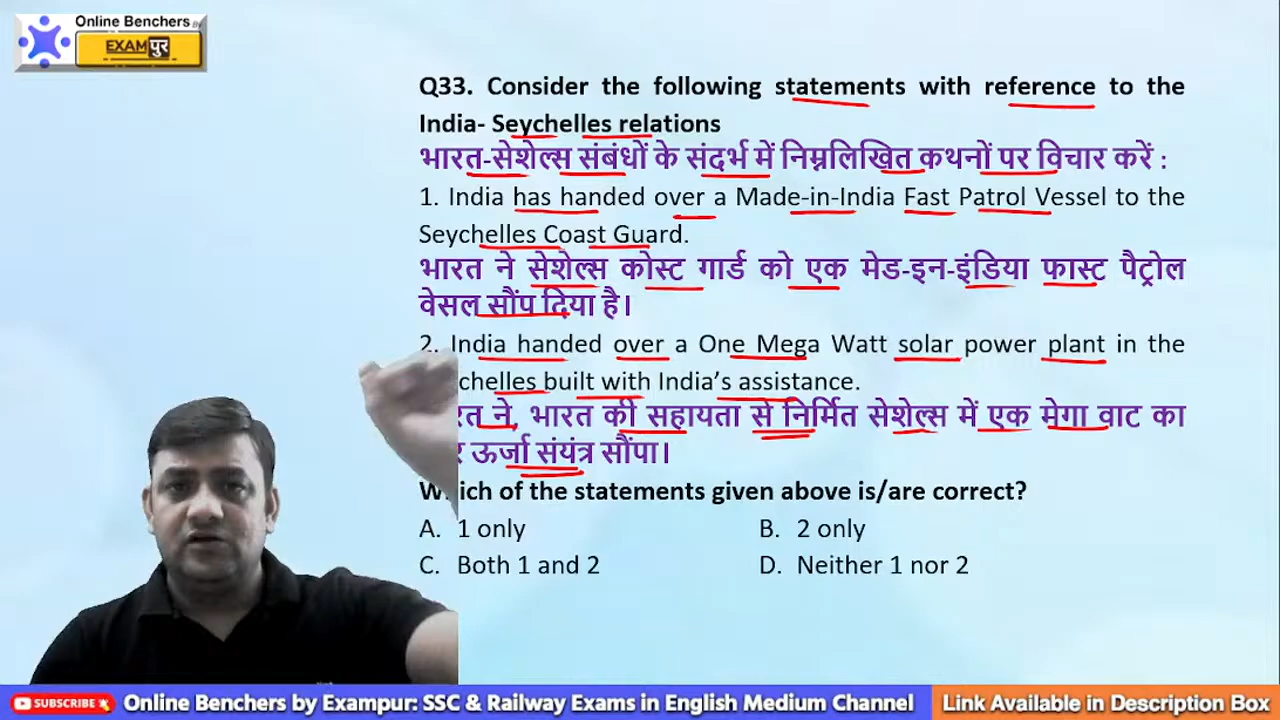 Online Benchers By
EXAMপুर
Q33. Consider the following statements with reference to the
India- Seychelles relations
भारत-सेशेल्स संबंधों के संदर्भ में निम्नलिखित कथनों पर विचार करें :
1. India has handed over a Made-in-India Fast Patrol Vessel to the
Seychelles Coast Guard.
भारत ने सेशेल्स कोस्ट गार्ड को एक मेड-इन-इंडिया फास्ट पैट्रोल
वेसल सौंप दिया है।
2. India handed over a One Mega Watt solar power plant in the
chelles built with India's assistance.
रत ने, भारत की सहायता से निर्मित सेशेल्स में एक मेगा वाट का
ऊर्जा संयंत्र सौंपा।
Which of the statements given above is/are correct?
A. 1 only B. 2 only
C. Both 1 and 2 D. Neither 1 nor 2
SUBSCRIBE Online Benchers by Exampur: SSC & Railway Exams in English Medium Channel Link Available in Description Box